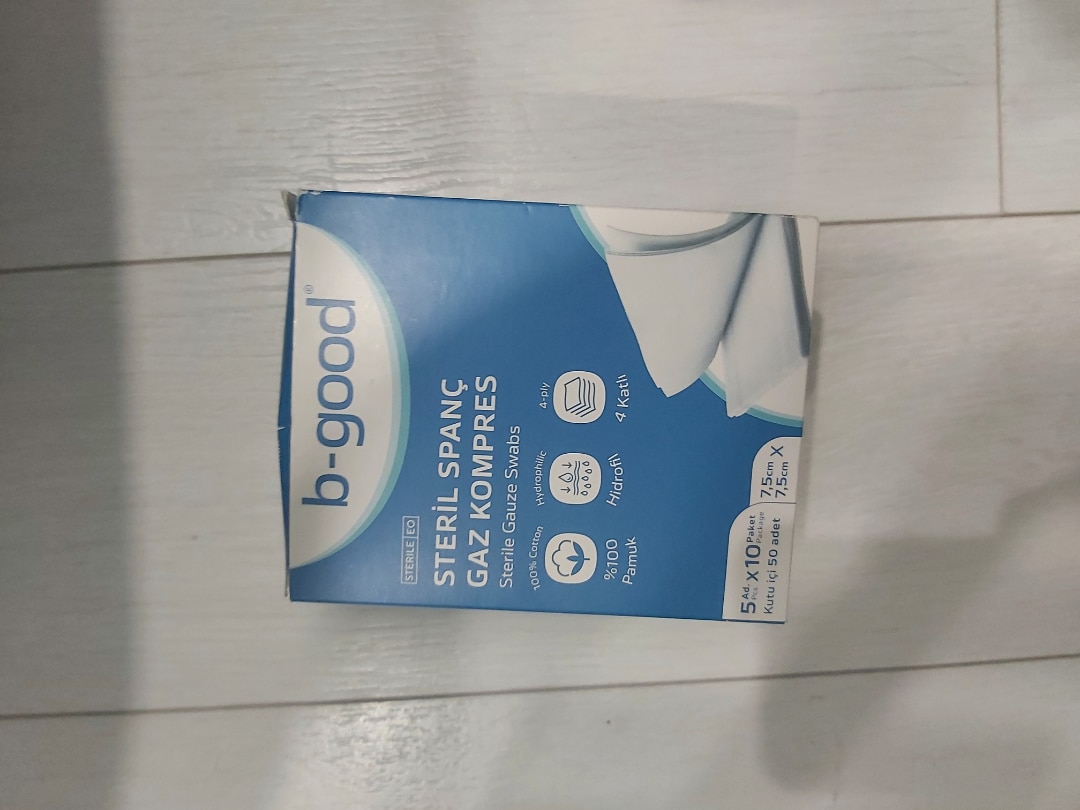 b-good®
STERILE EO
STERİL SPANÇ
GAZ KOMPRES
Sterile Gauze Swabs
100% Cotton
%100
Pamuk
Hydrophilic
Hidrofil
4-ply
4 Katlı
5 Ad. Pcs x 10 Paket Package
Kutu içi 50 adet
7,5cm X
7,5cm